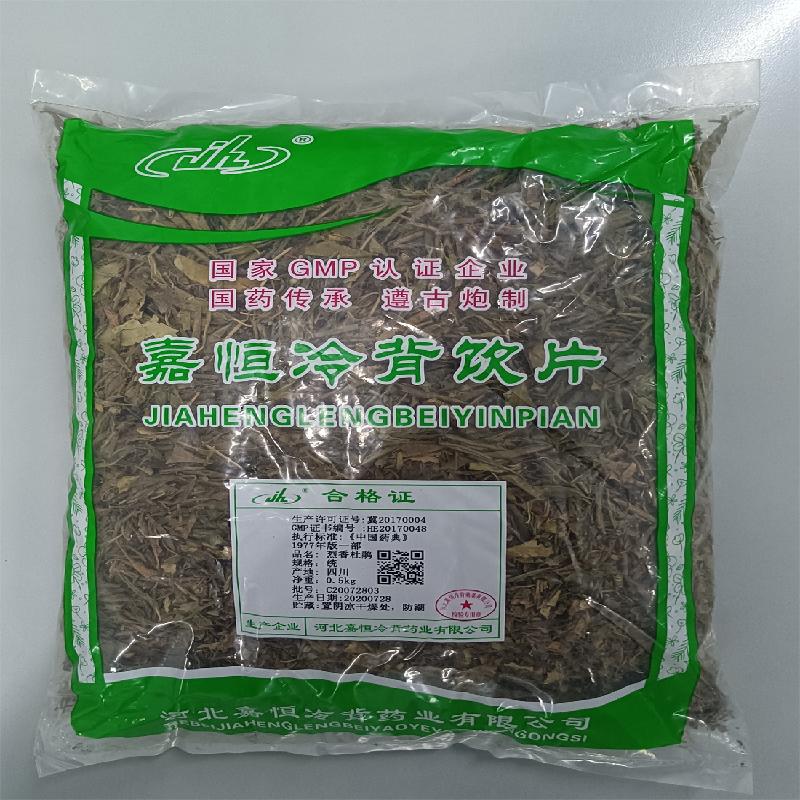 jhz®
国家GMP认证企业
国药传承 遵古炮制
嘉恒冷背饮片
JIAHENGLENGBEIYINPIAN
合格证
生产许可证号:冀20170004
GMP证书编号:HE20170048
执行标准:《中国药典》
1977年版一部
品名:烈香杜鹃
规格:统
产地:四川
净重:0.5kg
批号:C20072803
生产日期:20200728
贮藏:置阴凉干燥处,防潮
生产企业 河北嘉恒冷背药业有限公司
河北嘉恒冷背药业有限公司